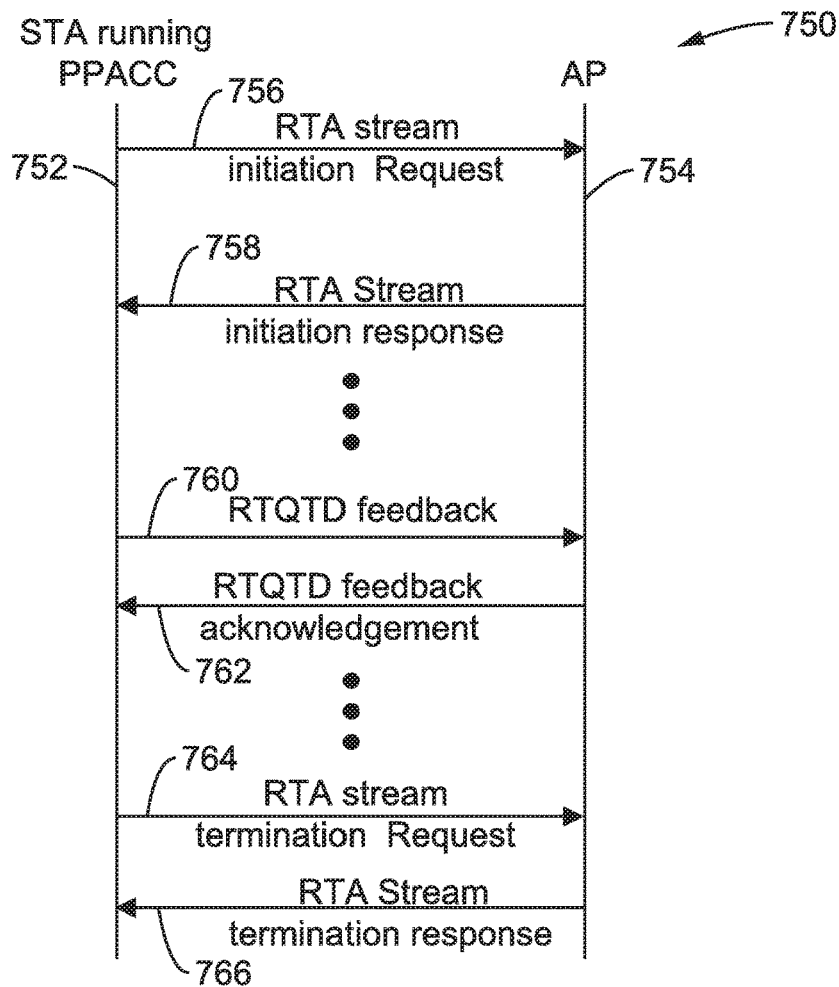 750
STA running
PPACC
AP
756
RTA stream
initiation Request
752
754
758
RTA Stream
initiation response
760
RTQTD feedback
RTQTD feedback
acknowledgement
762
764
RTA stream
termination Request
RTA Stream
termination response
766